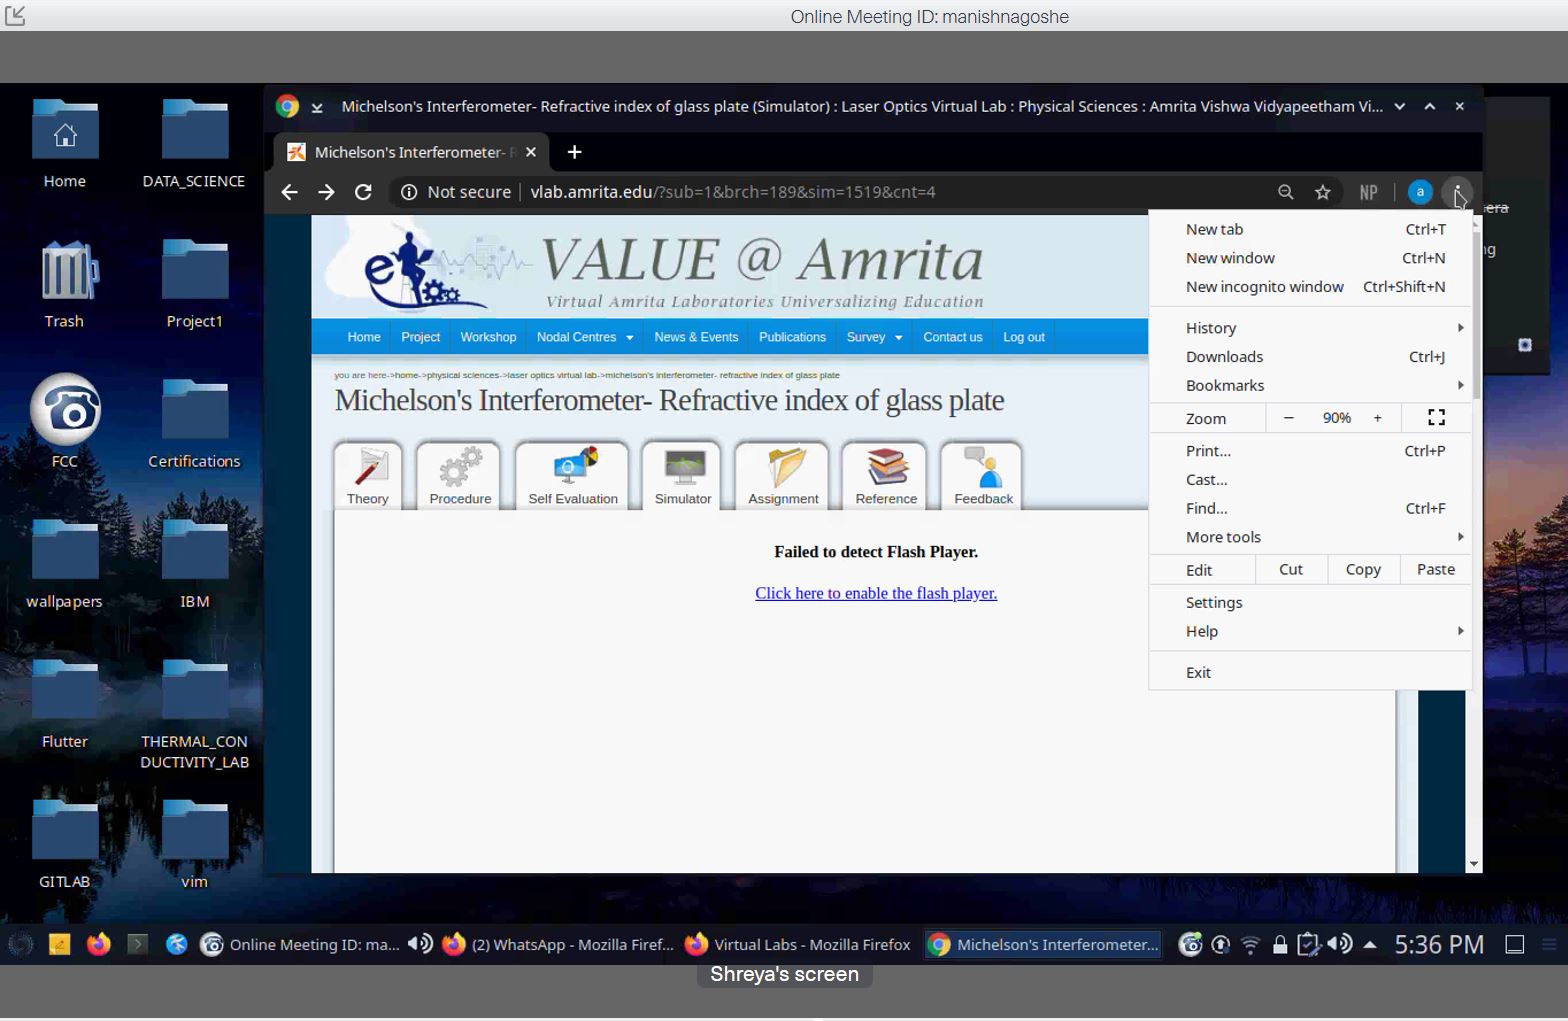 Online Meeting ID: manishnagoshe
Michelson's Interferometer- Refractive index of glass plate (Simulator) : Laser Optics Virtual Lab : Physical Sciences : Amrita Vishwa Vidyapeetham Vi...
Michelson's Interferometer-
Not secure | vlab.amrita.edu/?sub=1&brch=189&sim=1519&cnt=4
NP
a
Home
DATA_SCIENCE
Trash
Project1
FCC
Certifications
wallpapers
IBM
Flutter
THERMAL_CON
DUCTIVITY_LAB
GITLAB
vim
VALUE @ Amrita
Virtual Amrita Laboratories Universalizing Education
Home Project Workshop Nodal Centres News & Events Publications Survey Contact us Log out
you are here->home->physical sciences->laser optics virtual lab->michelson's interferometer- refractive index of glass plate
Michelson's Interferometer- Refractive index of glass plate
Theory Procedure Self Evaluation Simulator Assignment Reference Feedback
Failed to detect Flash Player.
Click here to enable the flash player.
New tab Ctrl+T
New window Ctrl+N
New incognito window Ctrl+Shift+N
History
Downloads Ctrl+J
Bookmarks
Zoom − 90% +
Print... Ctrl+P
Cast...
Find... Ctrl+F
More tools
Edit Cut Copy Paste
Settings
Help
Exit
era
ng
Online Meeting ID: ma... (2) WhatsApp - Mozilla Firef... Virtual Labs - Mozilla Firefox Michelson's Interferometer... 5:36 PM
Shreya's screen